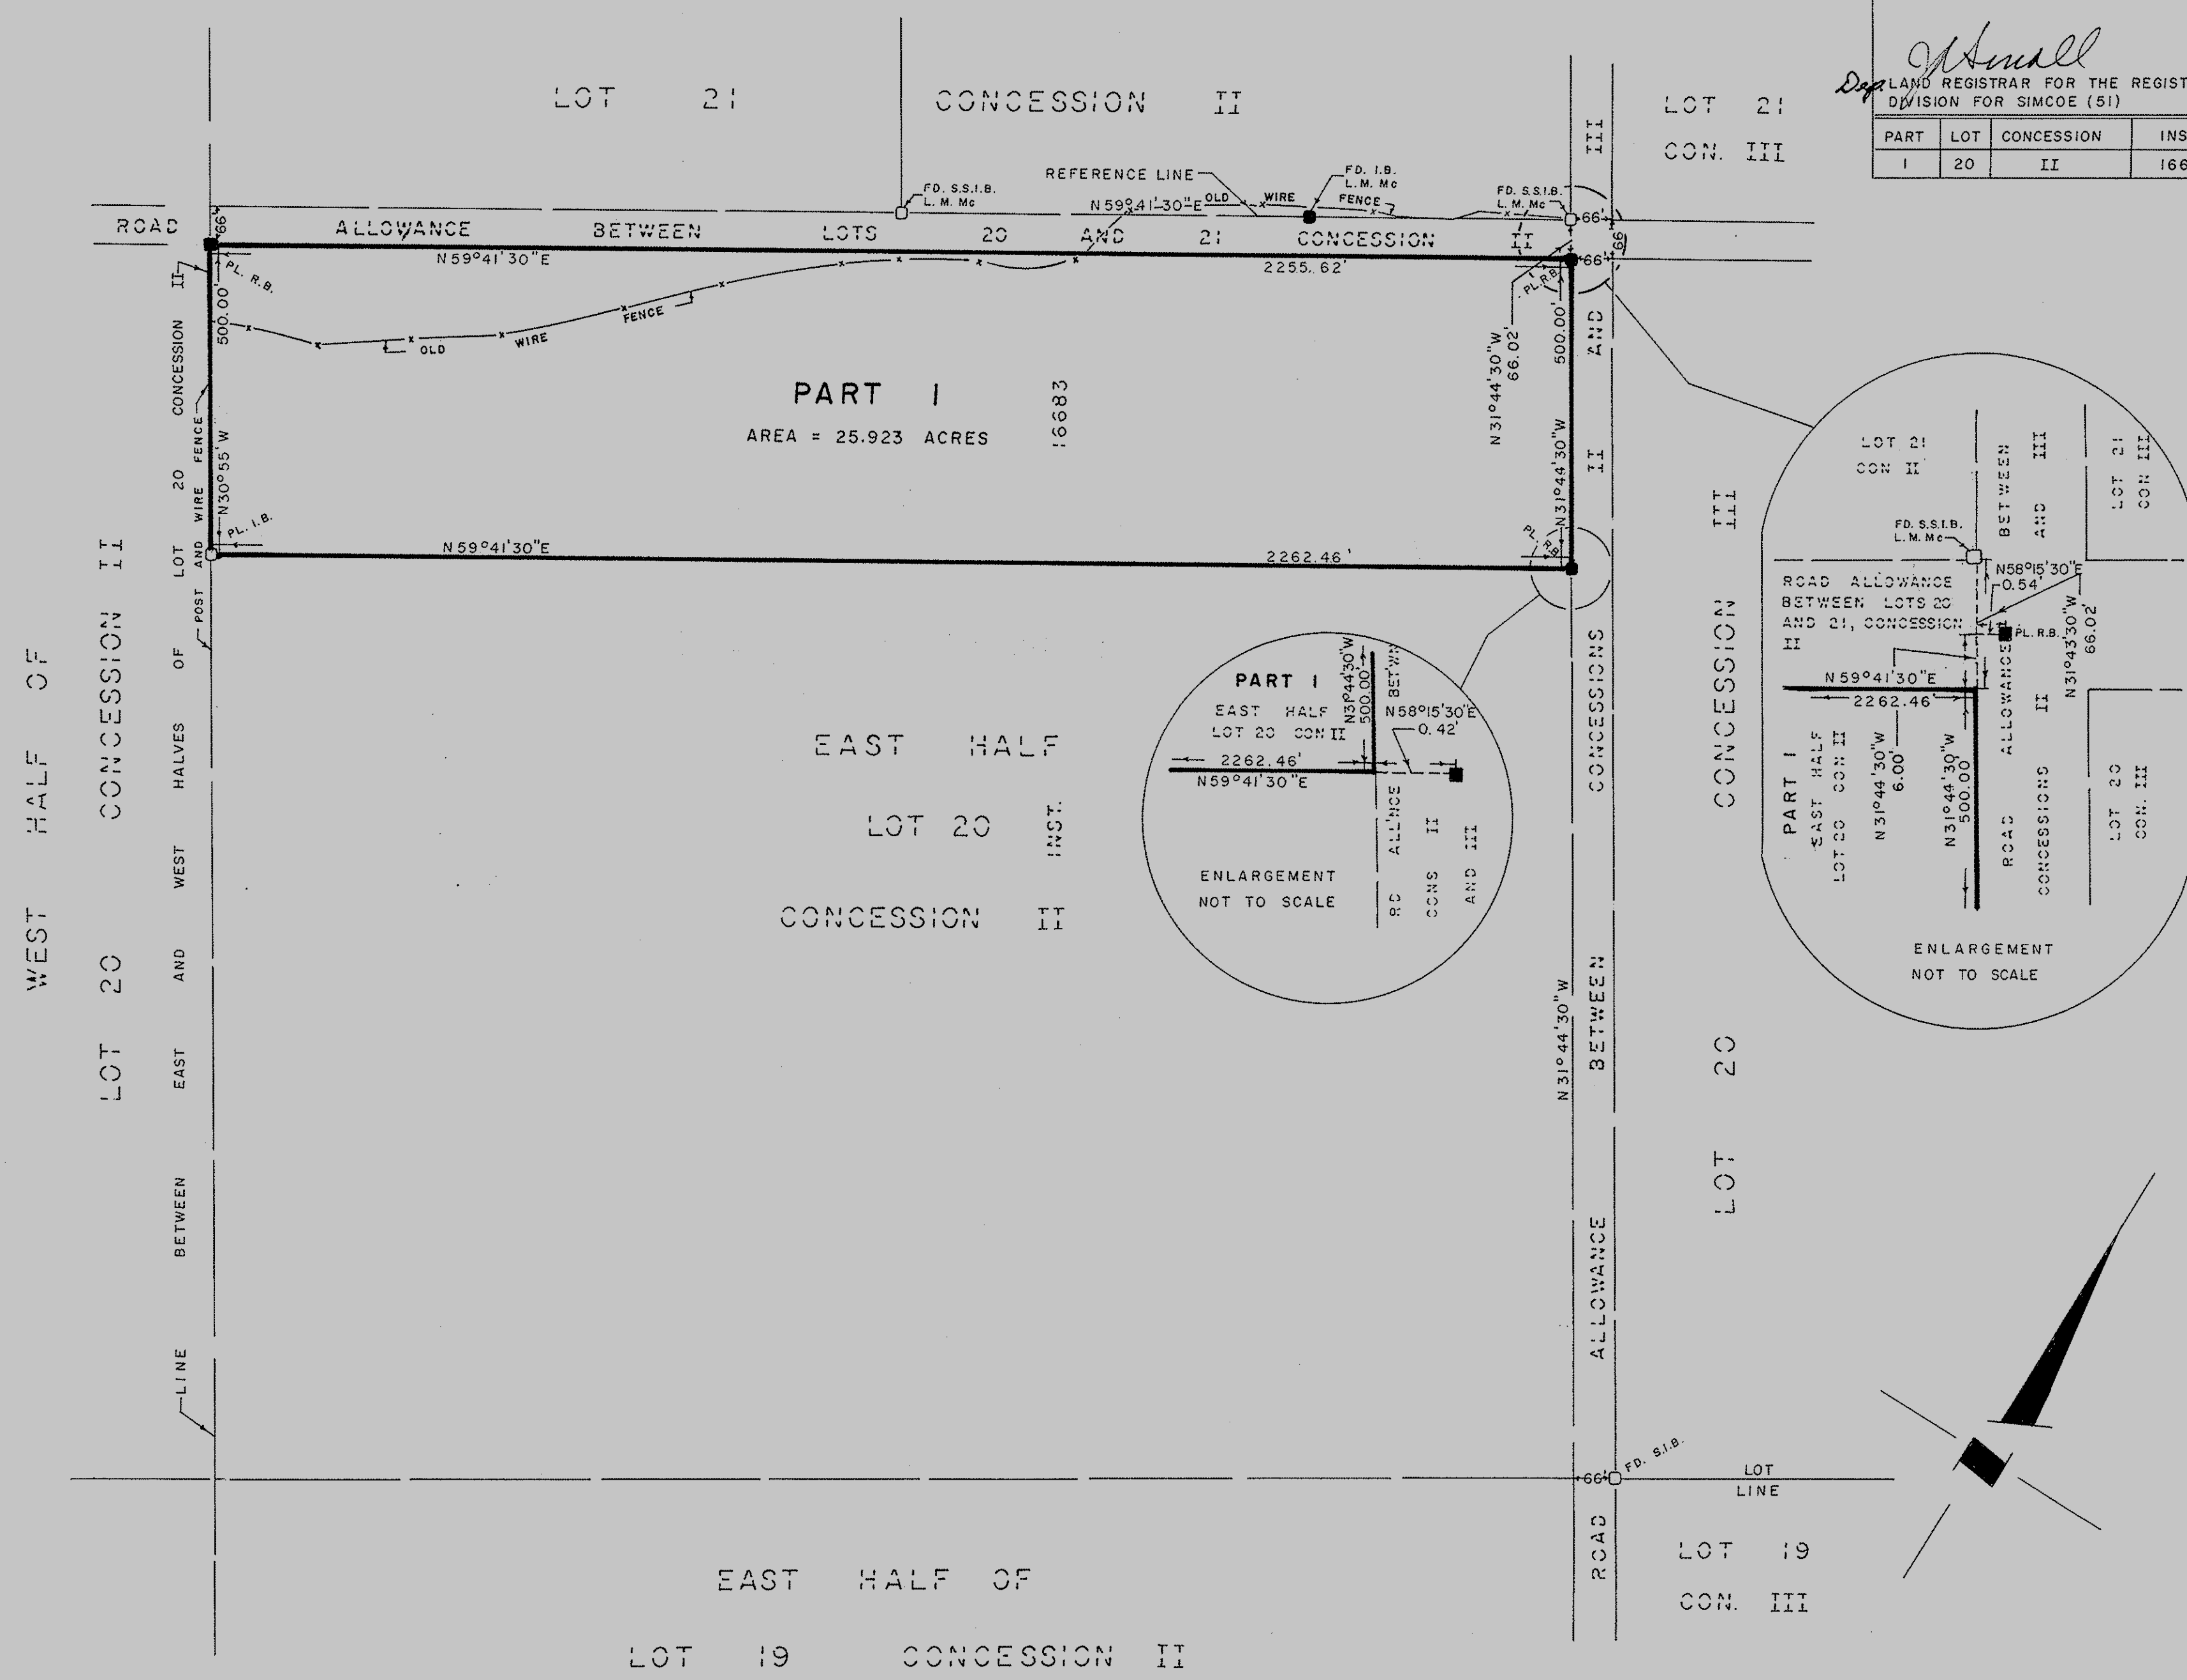 LOT 21 CONCESSION II
LOT 21
CON. III
Dep. LAND REGISTRAR FOR THE REGIST
DIVISION FOR SIMCOE (51)
PART LOT CONCESSION INS
1 20 II 166
REFERENCE LINE
FD. S.S.I.B.
L. M. Mc
FD. I.B.
L. M. Mc
FD. S.S.I.B.
L. M. Mc
N59°41'30"E
OLD WIRE FENCE
66'
66'
66'
66'
ROAD ALLOWANCE BETWEEN LOTS 20 AND 21 CONCESSION II
N59°41'30"E
2255.62'
PL. R.B.
PL. R.B.
500.00'
N30°55'W
OLD WIRE FENCE
N31°44'30"W
66.02'
500.00'
N31°44'30"W
PART 1
AREA = 25.923 ACRES
INST. 16683
PL. I.B.
PL. R.B.
N59°41'30"E
2262.46'
POST AND WIRE FENCE
LINE BETWEEN EAST AND WEST HALVES OF LOT 20 CONCESSION II
WEST HALF OF
LOT 20 CONCESSION II
EAST HALF
LOT 20
CONCESSION II
PART 1
EAST HALF
LOT 20 CON II
N31°44'30"W
500.00'
N58°15'30"E
0.42'
2262.46'
N59°41'30"E
RD ALL'NCE BET'WN
CONS II
AND III
ENLARGEMENT
NOT TO SCALE
N31°44'30"W
ROAD ALLOWANCE BETWEEN CONCESSIONS II AND III
LOT 20 CONCESSION III
LOT 21
CON II
BETWEEN
AND III
LOT 21
CON III
FD. S.S.I.B.
L. M. Mc
N58°15'30"E
0.54'
ROAD ALLOWANCE
BETWEEN LOTS 20
AND 21, CONCESSION
II
PL. R.B.
N31°43'30"W
66.02'
N59°41'30"E
2262.46'
PART 1
EAST HALF
LOT 20 CON II
N31°44'30"W
6.00'
N31°44'30"W
500.00'
ROAD ALLOWANCE
CONCESSIONS II
LOT 20
CON. III
ENLARGEMENT
NOT TO SCALE
66'
FD. S.I.B.
LOT
LINE
LOT 19
CON. III
EAST HALF OF
LOT 19 CONCESSION II